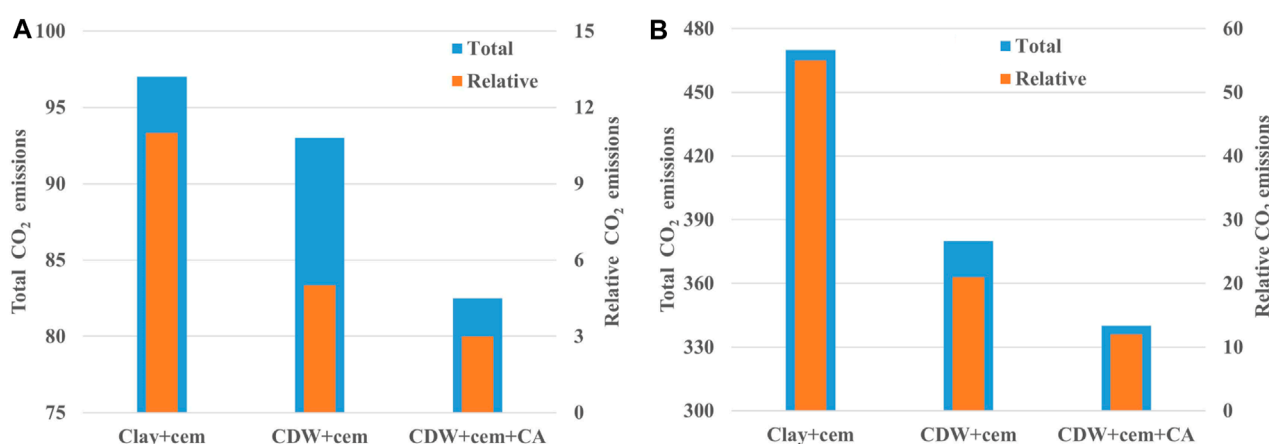 A
Total CO₂ emissions
100
95
90
85
80
75
Total
Relative
15
12
9
6
3
0
Relative CO₂ emissions
Clay+cem
CDW+cem
CDW+cem+CA
B
Total CO₂ emissions
480
450
420
390
360
330
300
Total
Relative
60
50
40
30
20
10
0
Relative CO₂ emissions
Clay+cem
CDW+cem
CDW+cem+CA